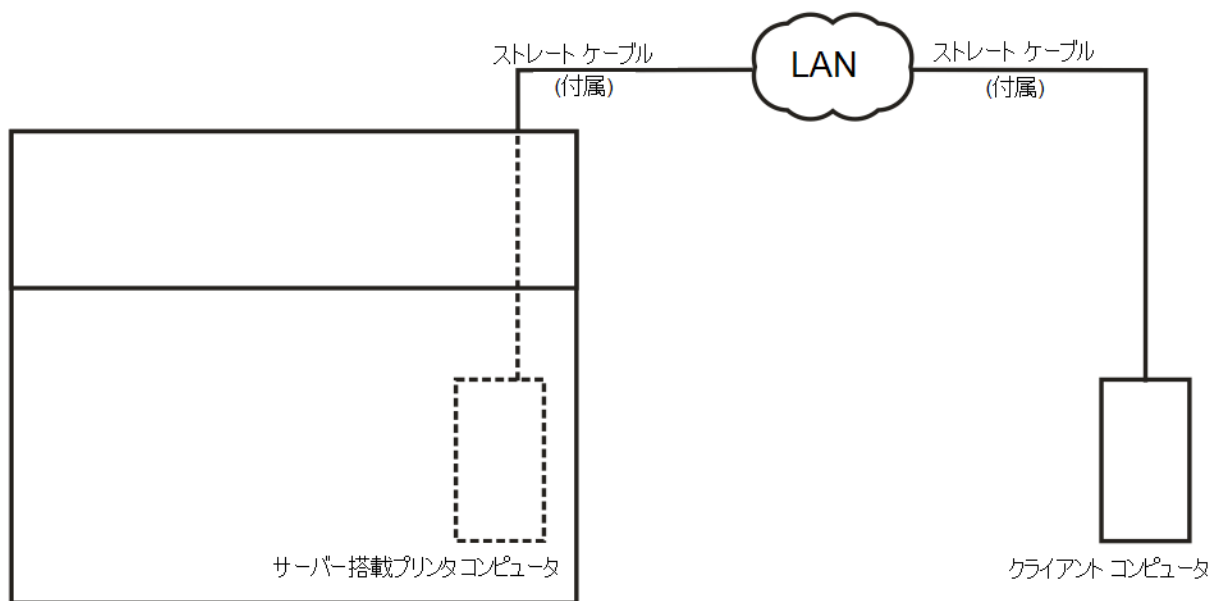 ストレート ケーブル
(付属)
LAN
ストレート ケーブル
(付属)
サーバー搭載プリンタコンピュータ
クライアント コンピュータ